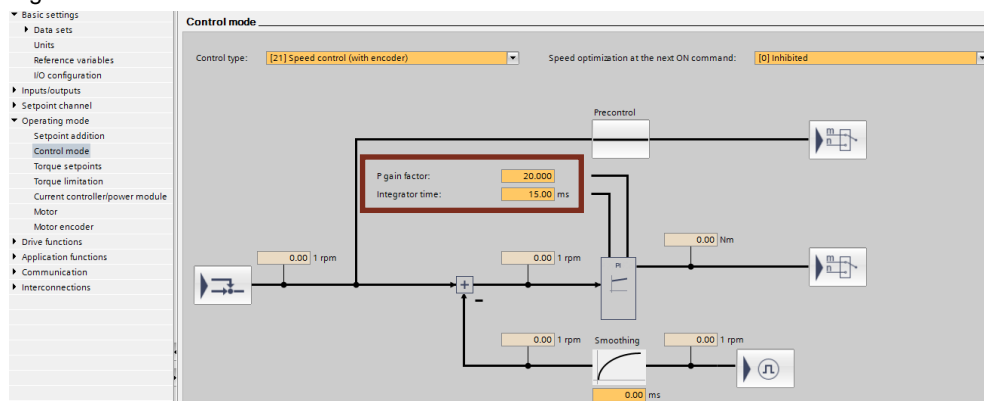 Basic settings
Data sets
Units
Reference variables
I/O configuration
Inputs/outputs
Setpoint channel
Operating mode
Setpoint addition
Control mode
Torque setpoints
Torque limitation
Current controller/power module
Motor
Motor encoder
Drive functions
Application functions
Communication
Interconnections
Control mode
Control type: [21] Speed control (with encoder) Speed optimization at the next ON command: [0] Inhibited
Precontrol
P gain factor: 20.000
Integrator time: 15.00 ms
0.00 Nm
0.00 1 rpm 0.00 1 rpm
PI
+
-
0.00 1 rpm Smoothing 0.00 1 rpm
0.00 ms